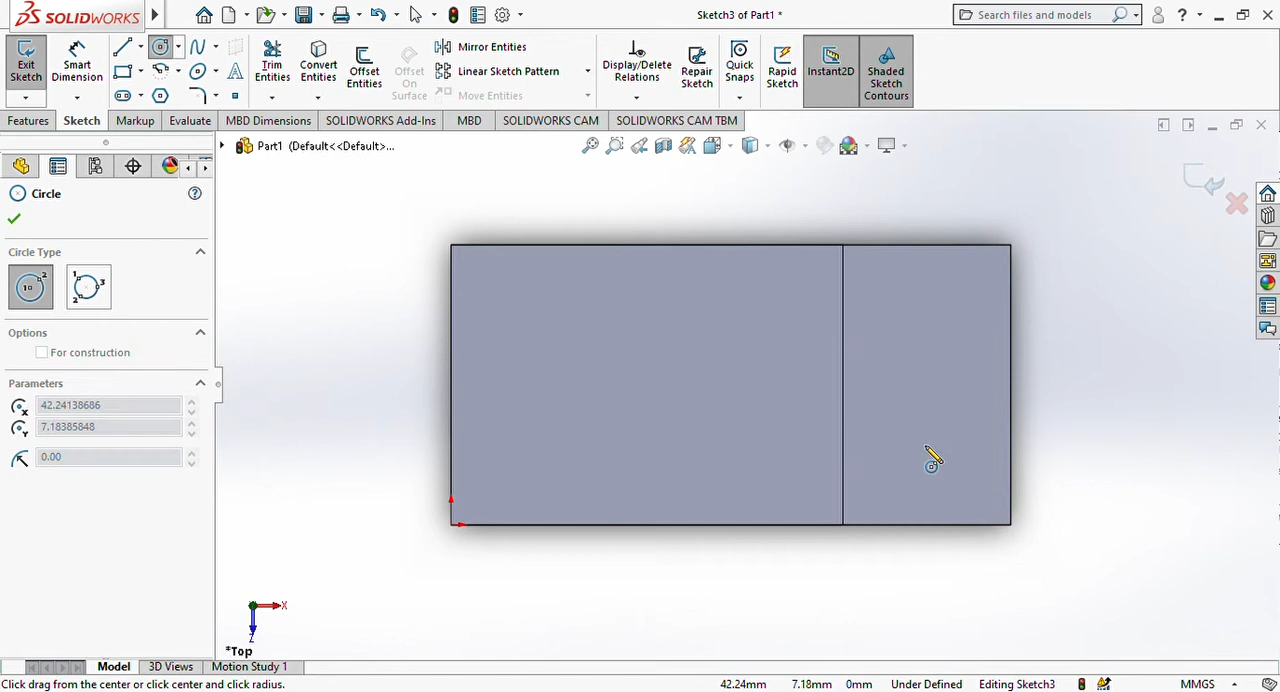 SOLIDWORKS
Sketch3 of Part1 *
Search files and models
?
Exit
Sketch
Smart
Dimension
Trim
Entities
Convert
Entities
Offset
Entities
Offset
On
Surface
Mirror Entities
Linear Sketch Pattern
Move Entities
Display/Delete
Relations
Repair
Sketch
Quick
Snaps
Rapid
Sketch
Instant2D
Shaded
Sketch
Contours
Features
Sketch
Markup
Evaluate
MBD Dimensions
SOLIDWORKS Add-Ins
MBD
SOLIDWORKS CAM
SOLIDWORKS CAM TBM
Part1 (Default<<Default>...
Circle
Circle Type
Options
For construction
Parameters
42.24138686
7.18385848
0.00
X
Z
*Top
Model
3D Views
Motion Study 1
Click drag from the center or click center and click radius.
42.24mm
7.18mm
0mm
Under Defined
Editing Sketch3
MMGS